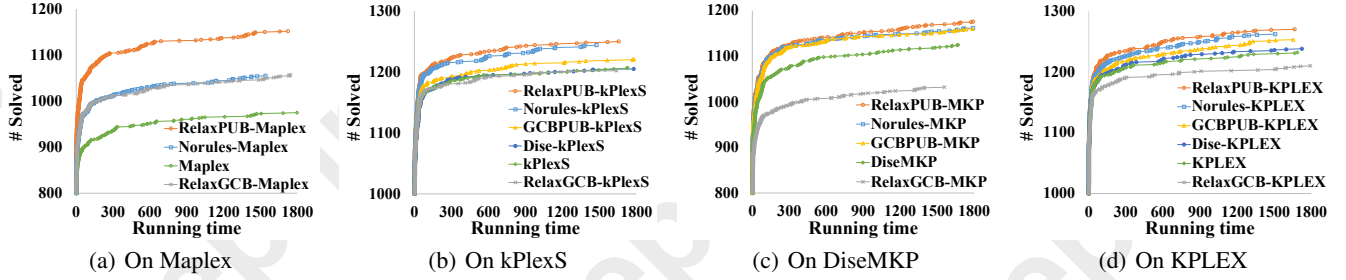 1200
1100
1000
900
800
# Solved
RelaxPUB-Maplex
Norules-Maplex
Maplex
RelaxGCB-Maplex
0 300 600 900 1200 1500 1800
Running time
(a) On Maplex
1300
1200
1100
1000
# Solved
RelaxPUB-kPlexS
Norules-kPlexS
GCBPUB-kPlexS
Dise-kPlexS
kPlexS
RelaxGCB-kPlexS
0 300 600 900 1200 1500 1800
Running time
(b) On kPlexS
1200
1100
1000
900
800
# Solved
RelaxPUB-MKP
Norules-MKP
GCBPUB-MKP
DiseMKP
RelaxGCB-MKP
0 300 600 900 1200 1500 1800
Running time
(c) On DiseMKP
1300
1200
1100
1000
# Solved
RelaxPUB-KPLEX
Norules-KPLEX
GCBPUB-KPLEX
Dise-KPLEX
KPLEX
RelaxGCB-KPLEX
0 300 600 900 1200 1500 1800
Running time
(d) On KPLEX